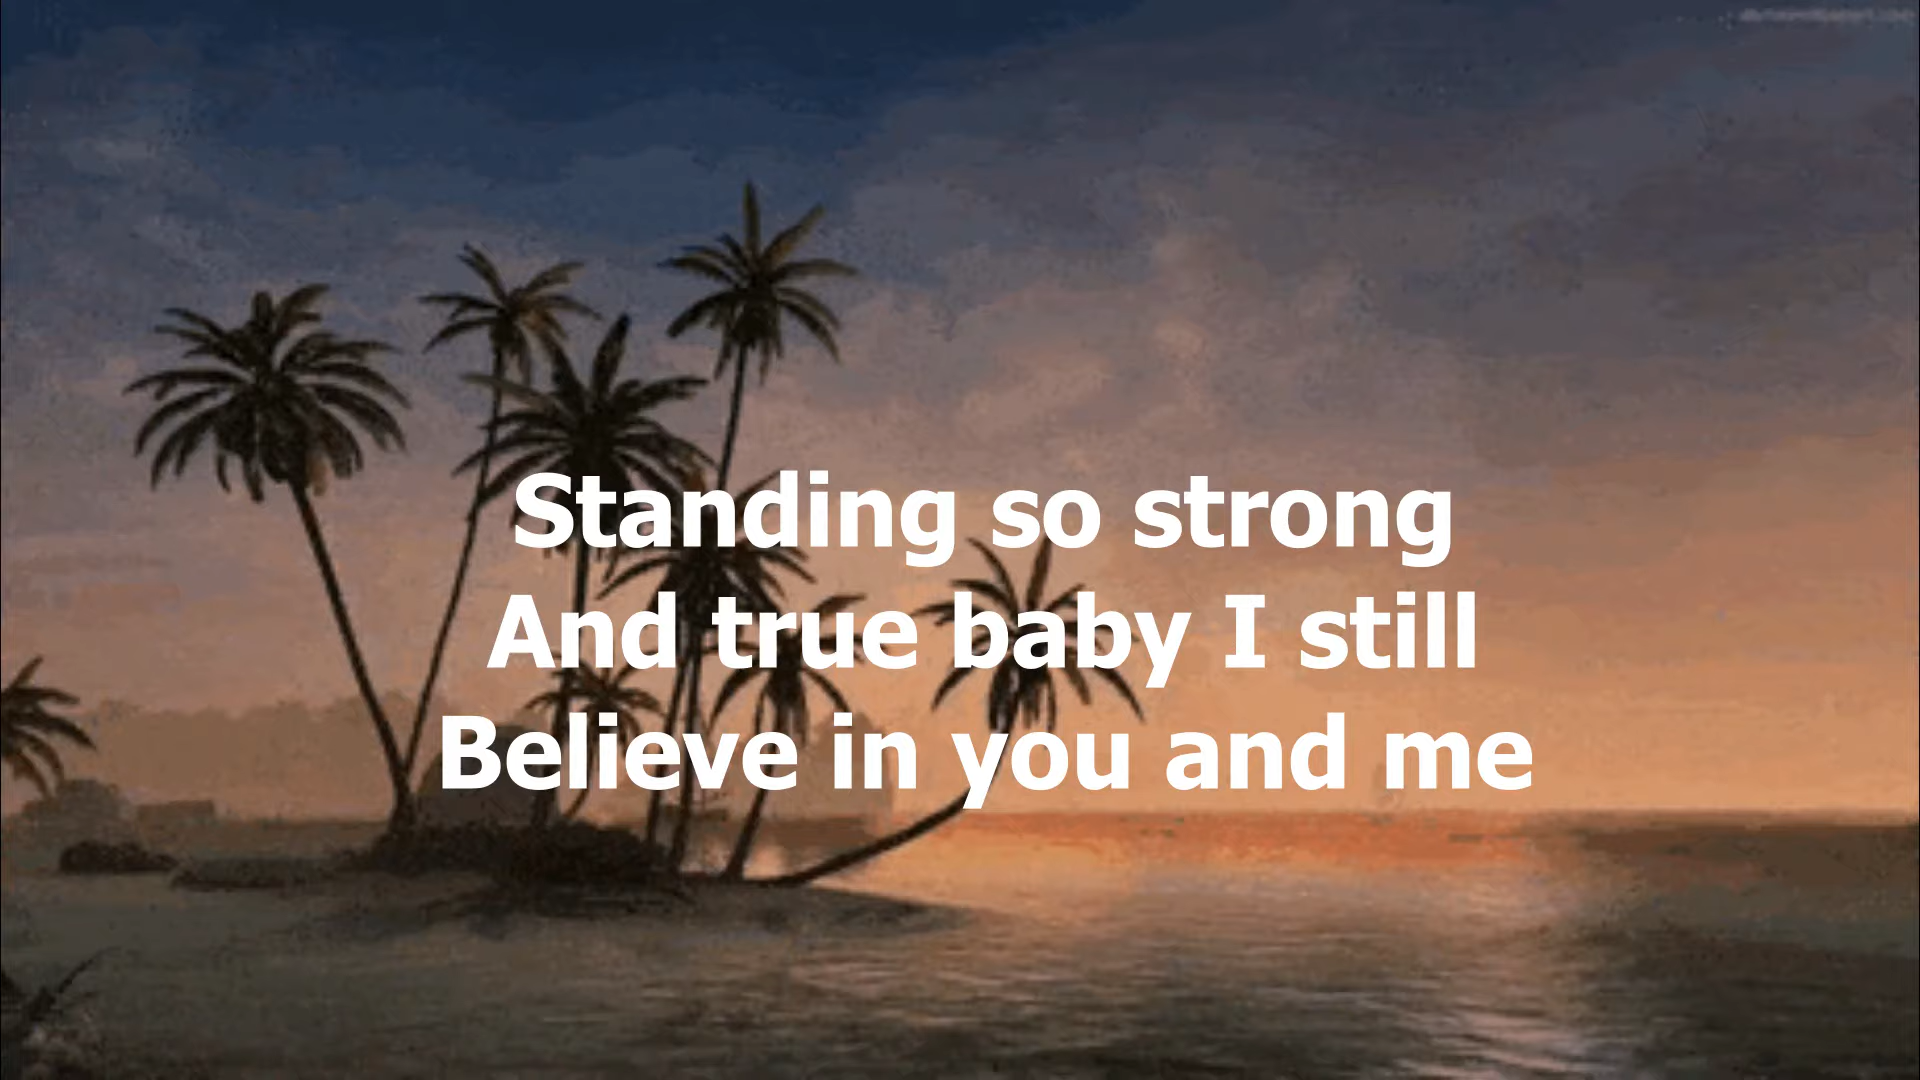 Standing so strong
And true baby I still
Believe in you and me